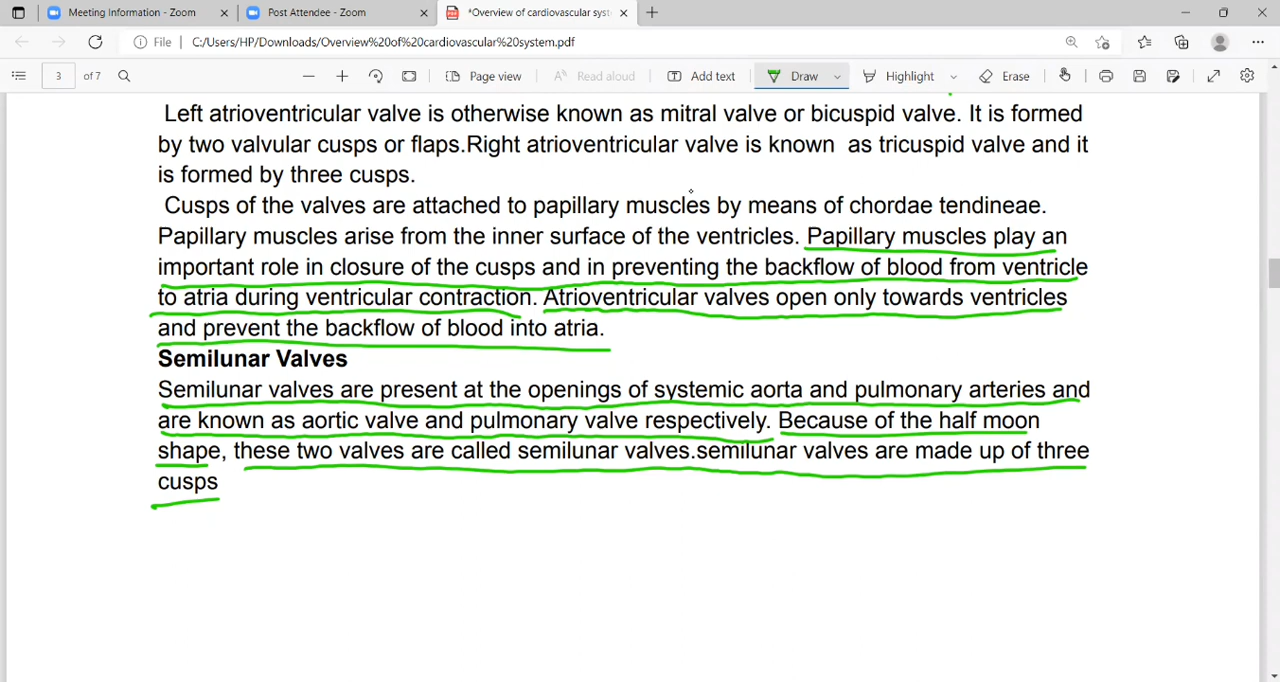 Meeting Information - Zoom
Post Attendee - Zoom
*Overview of cardiovascular syst
File | C:/Users/HP/Downloads/Overview%20of%20cardiovascular%20system.pdf
3 of 7
Page view
Read aloud
Add text
Draw
Highlight
Erase
Left atrioventricular valve is otherwise known as mitral valve or bicuspid valve. It is formed
by two valvular cusps or flaps.Right atrioventricular valve is known as tricuspid valve and it
is formed by three cusps.
Cusps of the valves are attached to papillary muscles by means of chordae tendineae.
Papillary muscles arise from the inner surface of the ventricles. Papillary muscles play an
important role in closure of the cusps and in preventing the backflow of blood from ventricle
to atria during ventricular contraction. Atrioventricular valves open only towards ventricles
and prevent the backflow of blood into atria.
Semilunar Valves
Semilunar valves are present at the openings of systemic aorta and pulmonary arteries and
are known as aortic valve and pulmonary valve respectively. Because of the half moon
shape, these two valves are called semilunar valves.semilunar valves are made up of three
cusps